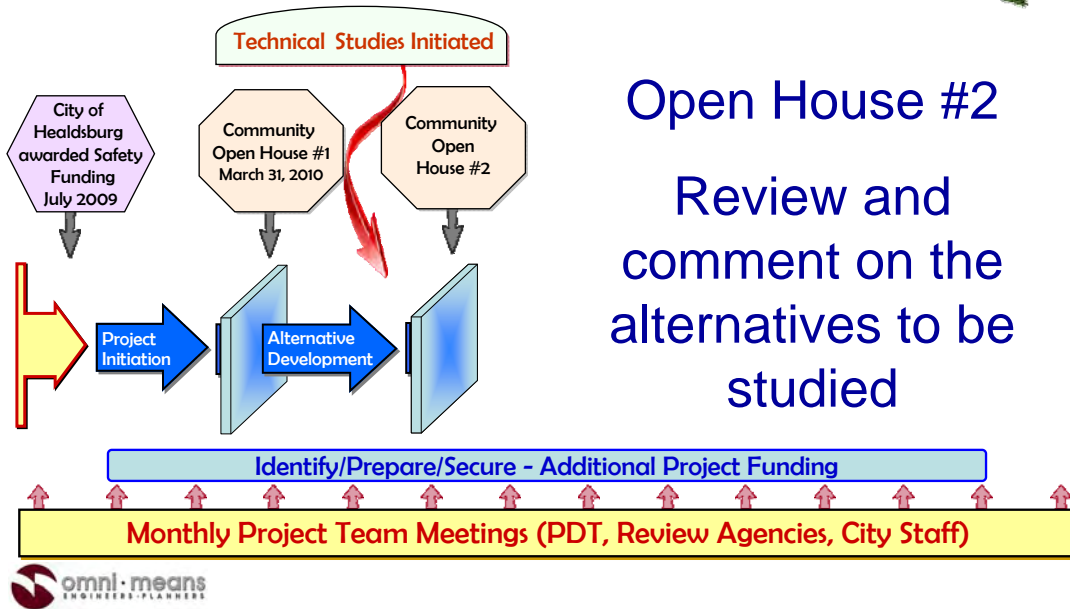 Technical Studies Initiated
City of
Healdsburg
awarded Safety
Funding
July 2009
Community
Open House #1
March 31, 2010
Community
Open
House #2
Project
Initiation
Alternative
Development
Open House #2
Review and
comment on the
alternatives to be
studied
Identify/Prepare/Secure - Additional Project Funding
Monthly Project Team Meetings (PDT, Review Agencies, City Staff)
omni·means
ENGINEERS·PLANNERS